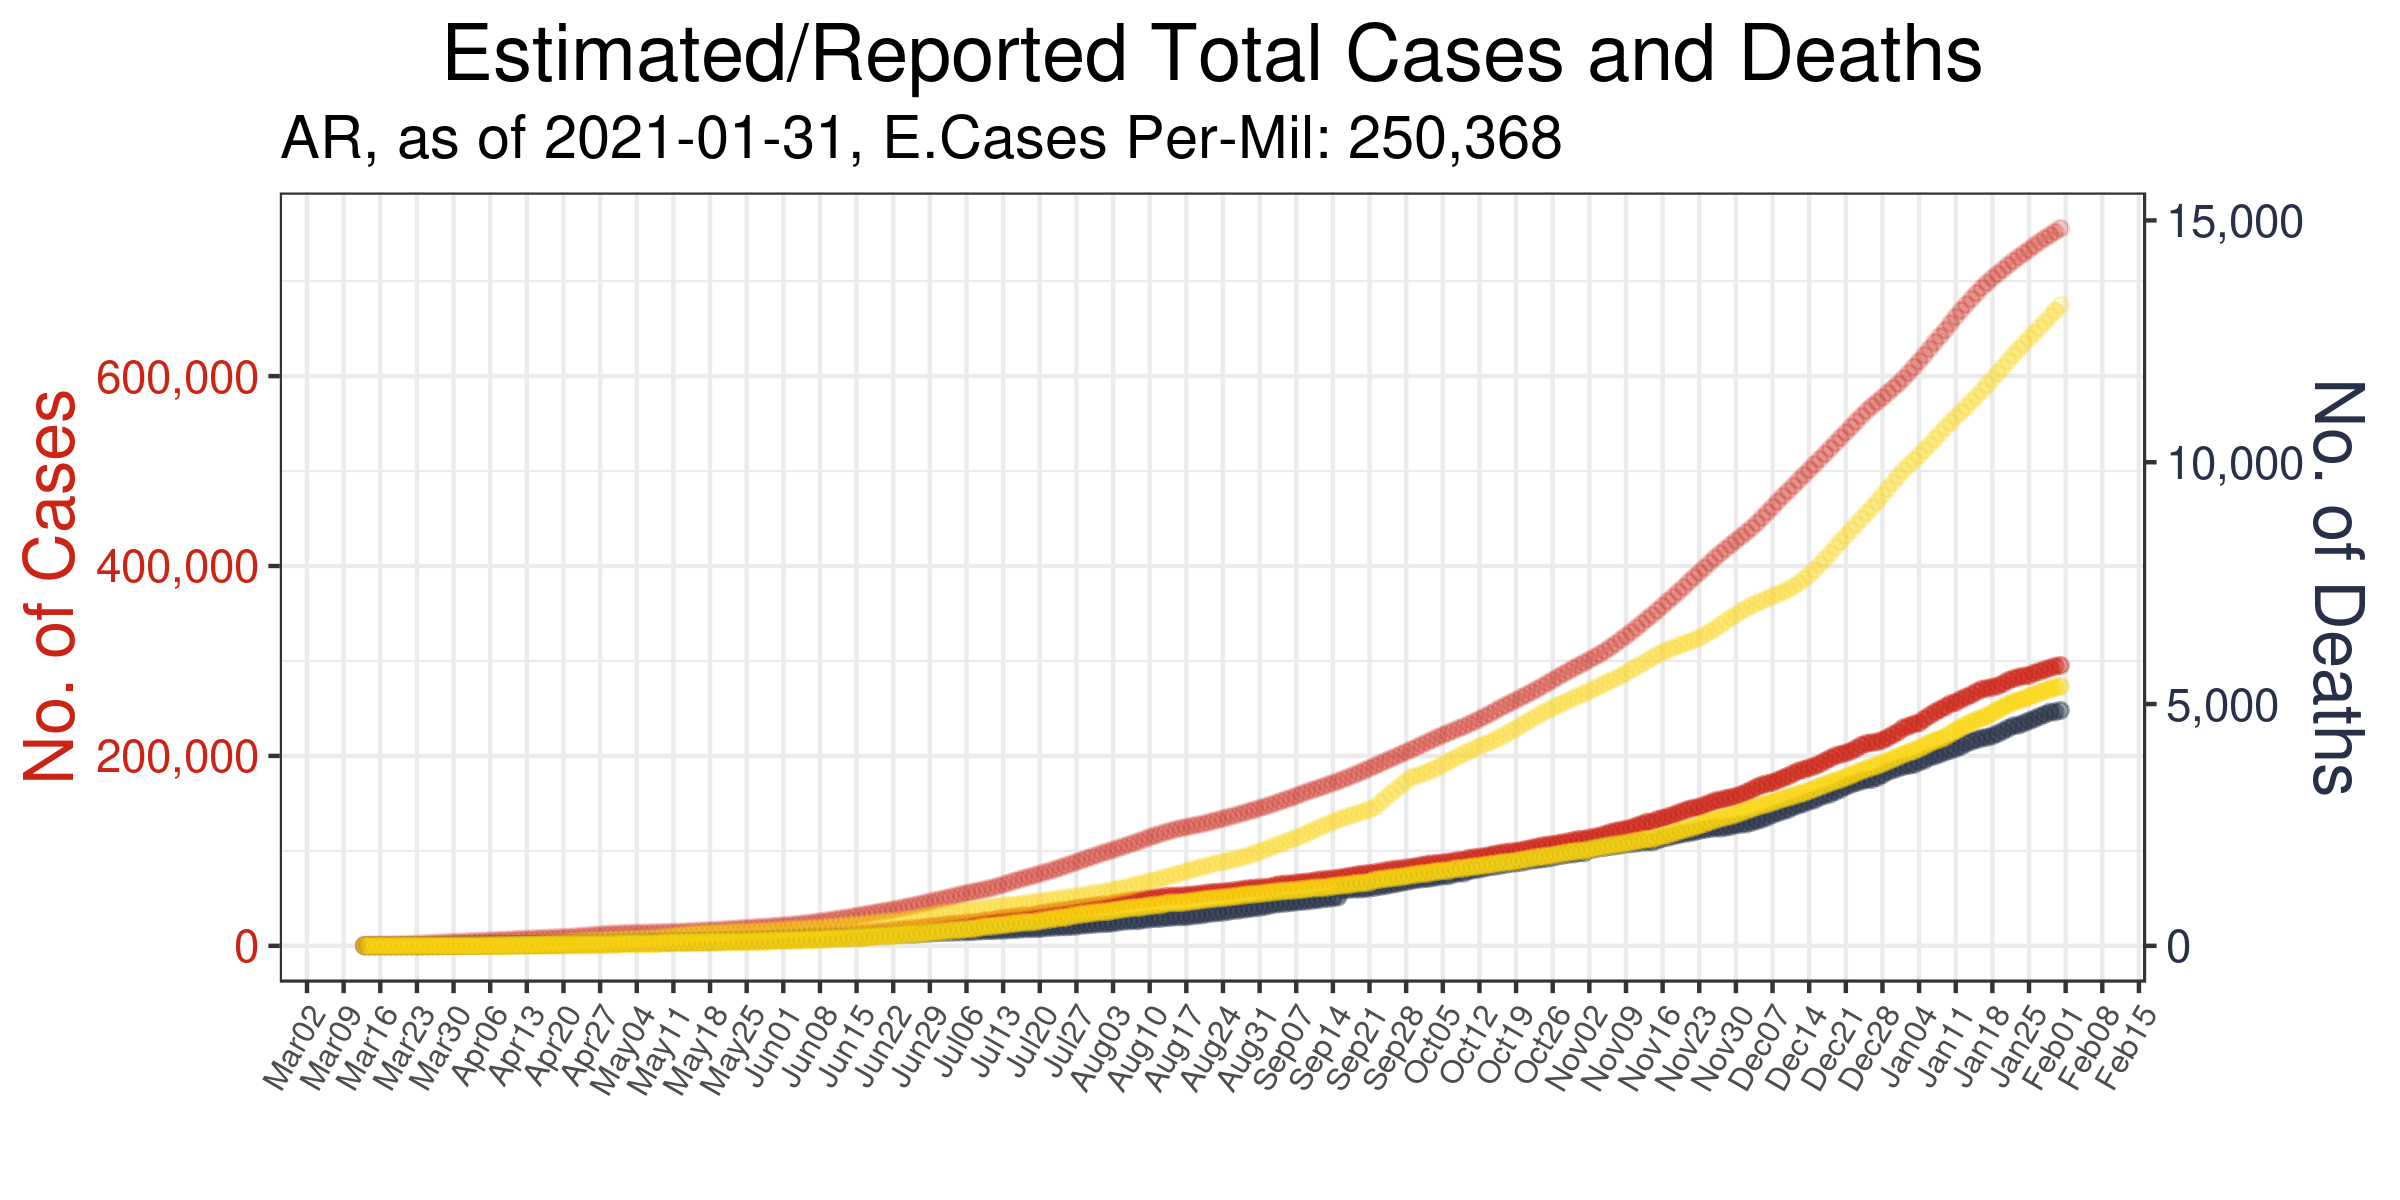 Estimated/Reported Total Cases and Deaths
AR, as of 2021-01-31, E.Cases Per-Mil: 250,368
No. of Cases
600,000
400,000
200,000
0
15,000
10,000
5,000
0
No. of Deaths
Mar02
Mar09
Mar16
Mar23
Mar30
Apr06
Apr13
Apr20
Apr27
May04
May11
May18
May25
Jun01
Jun08
Jun15
Jun22
Jun29
Jul06
Jul13
Jul20
Jul27
Aug03
Aug10
Aug17
Aug24
Aug31
Sep07
Sep14
Sep21
Sep28
Oct05
Oct12
Oct19
Oct26
Nov02
Nov09
Nov16
Nov23
Nov30
Dec07
Dec14
Dec21
Dec28
Jan04
Jan11
Jan18
Jan25
Feb01
Feb08
Feb15